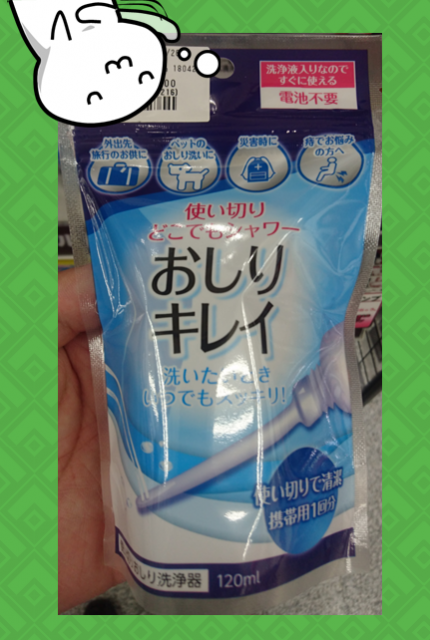 洗浄液入りなので
すぐに使える
電池不要
外出先
旅行のお供に
ペットの
おしり洗いに
災害時に
痔でお悩み
の方へ
使い切り
どこでもシャワー
おしり
キレイ
洗いたいとき
いつでもスッキリ!
使い切りで清潔
携帯用1回分
おしり洗浄器
120ml